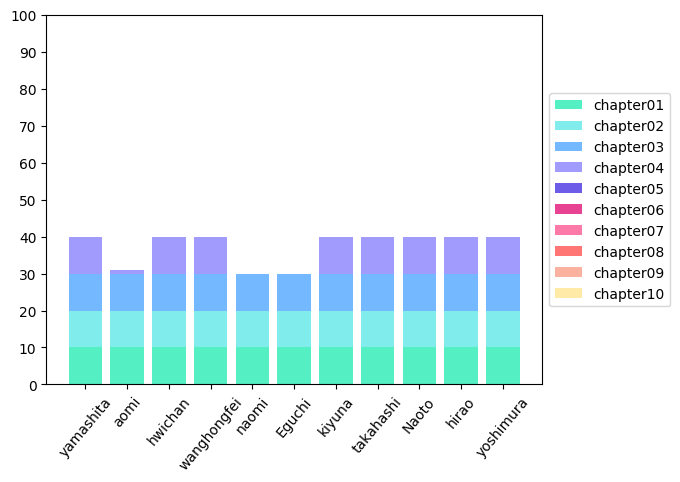 100
90
80
70
60
50
40
30
20
10
0
yamashita
aomi
hwichan
wanghongfei
naomi
Eguchi
kiyuna
takahashi
Naoto
hirao
yoshimura
chapter01
chapter02
chapter03
chapter04
chapter05
chapter06
chapter07
chapter08
chapter09
chapter10